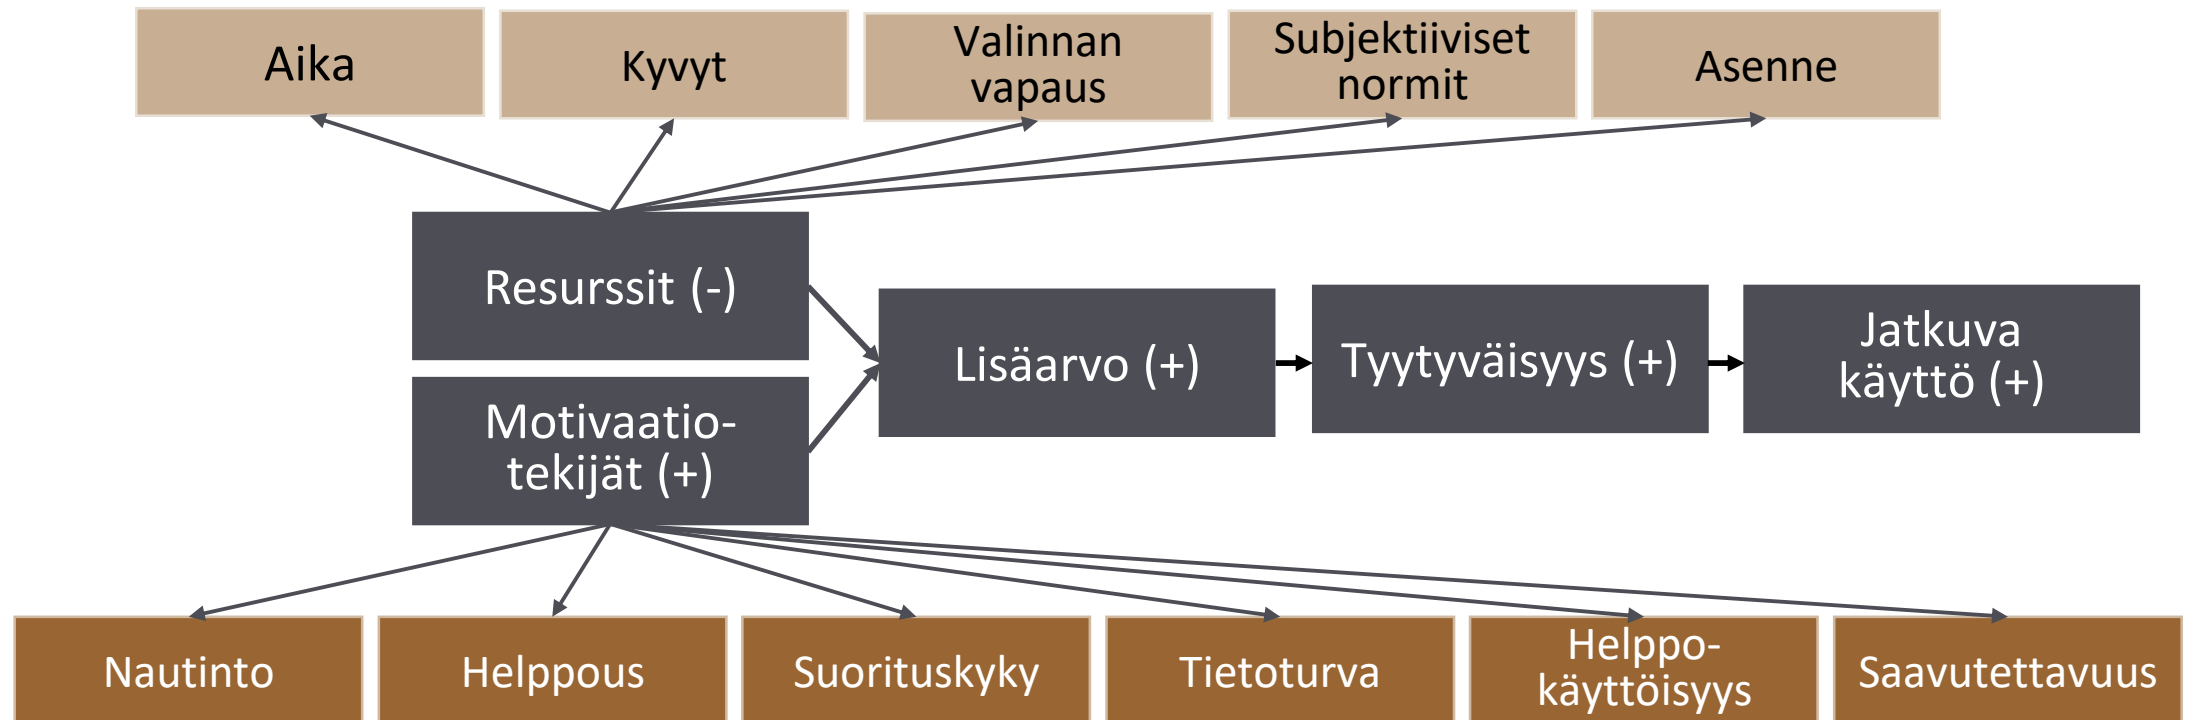 Aika
Kyvyt
Valinnan
vapaus
Subjektiiviset
normit
Asenne
Resurssit (-)
Motivaatio-
tekijät (+)
Lisäarvo (+)
Tyytyväisyys (+)
Jatkuva
käyttö (+)
Nautinto
Helppous
Suorituskyky
Tietoturva
Helppo-
käyttöisyys
Saavutettavuus